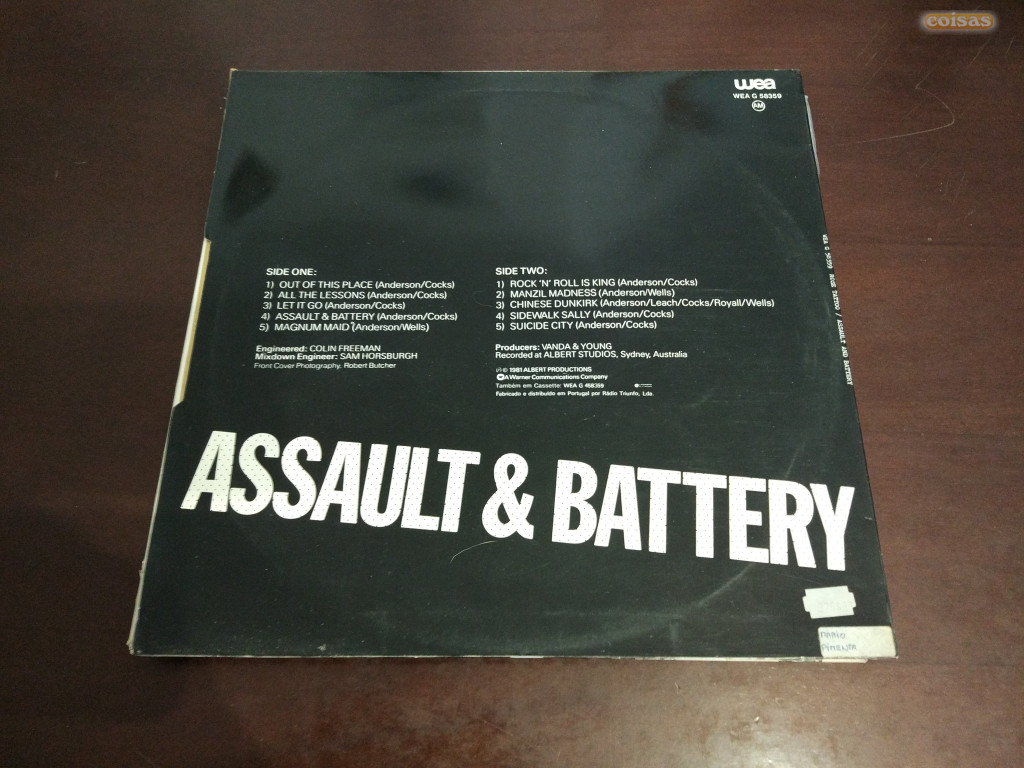 coisas
wea
WEA G 58359
AM
SIDE ONE:
1) OUT OF THIS PLACE (Anderson/Cocks)
2) ALL THE LESSONS (Anderson/Cocks)
3) LET IT GO (Anderson/Cocks)
4) ASSAULT & BATTERY (Anderson/Cocks)
5) MAGNUM MAID (Anderson/Wells)
Engineered: COLIN FREEMAN
Mixdown Engineer: SAM HORSBURGH
Front Cover Photography. Robert Butcher
SIDE TWO:
1) ROCK 'N' ROLL IS KING (Anderson/Cocks)
2) MANZIL MADNESS (Anderson/Wells)
3) CHINESE DUNKIRK (Anderson/Leach/Cocks/Royall/Wells)
4) SIDEWALK SALLY (Anderson/Cocks)
5) SUICIDE CITY (Anderson/Cocks)
Producers: VANDA & YOUNG
Recorded at ALBERT STUDIOS, Sydney, Australia
℗ © 1981 ALBERT PRODUCTIONS
A Warner Communications Company
Também em Cassette: WEA G 458359
Fabricado e distribuído em Portugal por Rádio Triunfo, Lda.
WEA G 58359 ROSE TATTOO / ASSAULT AND BATTERY
ASSAULT & BATTERY
MARIO